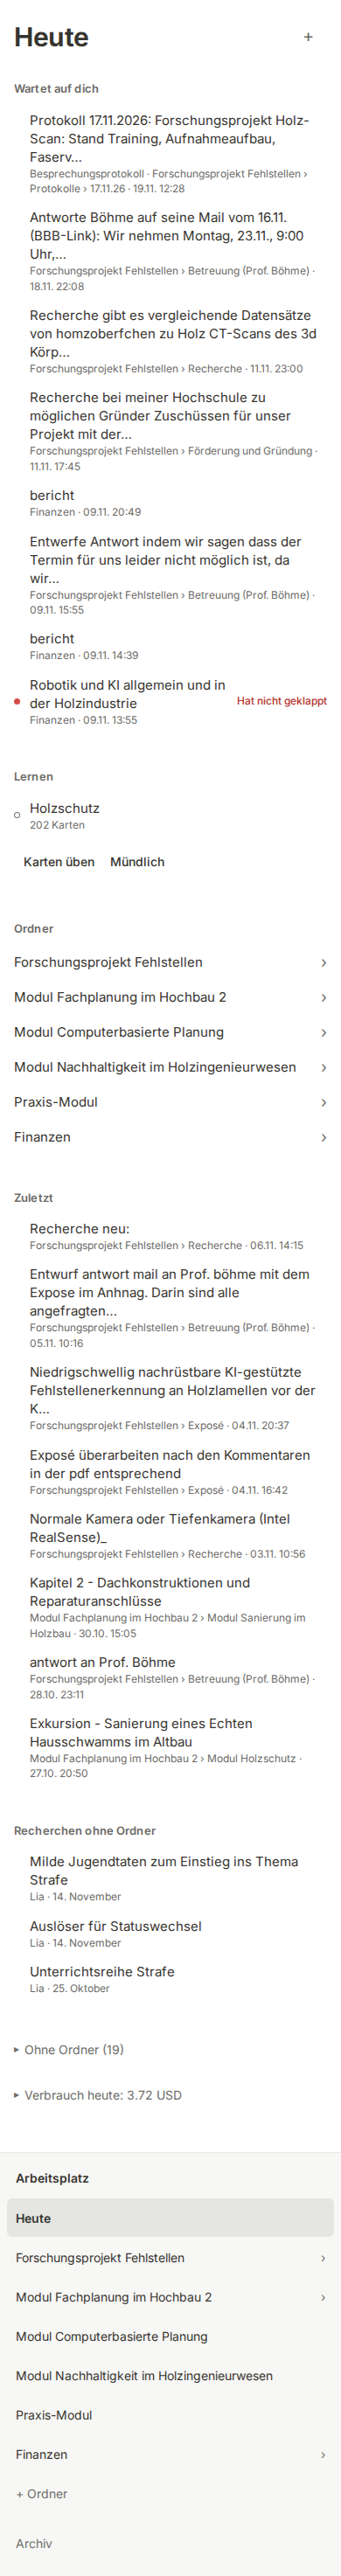 Heute
+
Wartet auf dich
Protokoll 17.11.2026: Forschungsprojekt Holz-
Scan: Stand Training, Aufnahmeaufbau,
Faserv...
Besprechungsprotokoll · Forschungsprojekt Fehlstellen ›
Protokolle › 17.11.26 · 19.11. 12:28
Antworte Böhme auf seine Mail vom 16.11.
(BBB-Link): Wir nehmen Montag, 23.11., 9:00
Uhr,...
Forschungsprojekt Fehlstellen › Betreuung (Prof. Böhme) ·
18.11. 22:08
Recherche gibt es vergleichende Datensätze
von homzoberfchen zu Holz CT-Scans des 3d
Körp...
Forschungsprojekt Fehlstellen › Recherche · 11.11. 23:00
Recherche bei meiner Hochschule zu
möglichen Gründer Zuschüssen für unser
Projekt mit der...
Forschungsprojekt Fehlstellen › Förderung und Gründung ·
11.11. 17:45
bericht
Finanzen · 09.11. 20:49
Entwerfe Antwort indem wir sagen dass der
Termin für uns leider nicht möglich ist, da
wir...
Forschungsprojekt Fehlstellen › Betreuung (Prof. Böhme) ·
09.11. 15:55
bericht
Finanzen · 09.11. 14:39
Robotik und KI allgemein und in
der Holzindustrie
Hat nicht geklappt
Finanzen · 09.11. 13:55
Lernen
Holzschutz
202 Karten
Karten üben Mündlich
Ordner
Forschungsprojekt Fehlstellen ›
Modul Fachplanung im Hochbau 2 ›
Modul Computerbasierte Planung ›
Modul Nachhaltigkeit im Holzingenieurwesen ›
Praxis-Modul ›
Finanzen ›
Zuletzt
Recherche neu:
Forschungsprojekt Fehlstellen › Recherche · 06.11. 14:15
Entwurf antwort mail an Prof. böhme mit dem
Expose im Anhnag. Darin sind alle
angefragten...
Forschungsprojekt Fehlstellen › Betreuung (Prof. Böhme) ·
05.11. 10:16
Niedrigschwellig nachrüstbare KI-gestützte
Fehlstellenerkennung an Holzlamellen vor der
K...
Forschungsprojekt Fehlstellen › Exposé · 04.11. 20:37
Exposé überarbeiten nach den Kommentaren
in der pdf entsprechend
Forschungsprojekt Fehlstellen › Exposé · 04.11. 16:42
Normale Kamera oder Tiefenkamera (Intel
RealSense)_
Forschungsprojekt Fehlstellen › Recherche · 03.11. 10:56
Kapitel 2 - Dachkonstruktionen und
Reparaturanschlüsse
Modul Fachplanung im Hochbau 2 › Modul Sanierung im
Holzbau · 30.10. 15:05
antwort an Prof. Böhme
Forschungsprojekt Fehlstellen › Betreuung (Prof. Böhme) ·
28.10. 23:11
Exkursion - Sanierung eines Echten
Hausschwamms im Altbau
Modul Fachplanung im Hochbau 2 › Modul Holzschutz ·
27.10. 20:50
Recherchen ohne Ordner
Milde Jugendtaten zum Einstieg ins Thema
Strafe
Lia · 14. November
Auslöser für Statuswechsel
Lia · 14. November
Unterrichtsreihe Strafe
Lia · 25. Oktober
▸ Ohne Ordner (19)
▸ Verbrauch heute: 3.72 USD
Arbeitsplatz
Heute
Forschungsprojekt Fehlstellen ›
Modul Fachplanung im Hochbau 2 ›
Modul Computerbasierte Planung
Modul Nachhaltigkeit im Holzingenieurwesen
Praxis-Modul
Finanzen ›
+ Ordner
Archiv